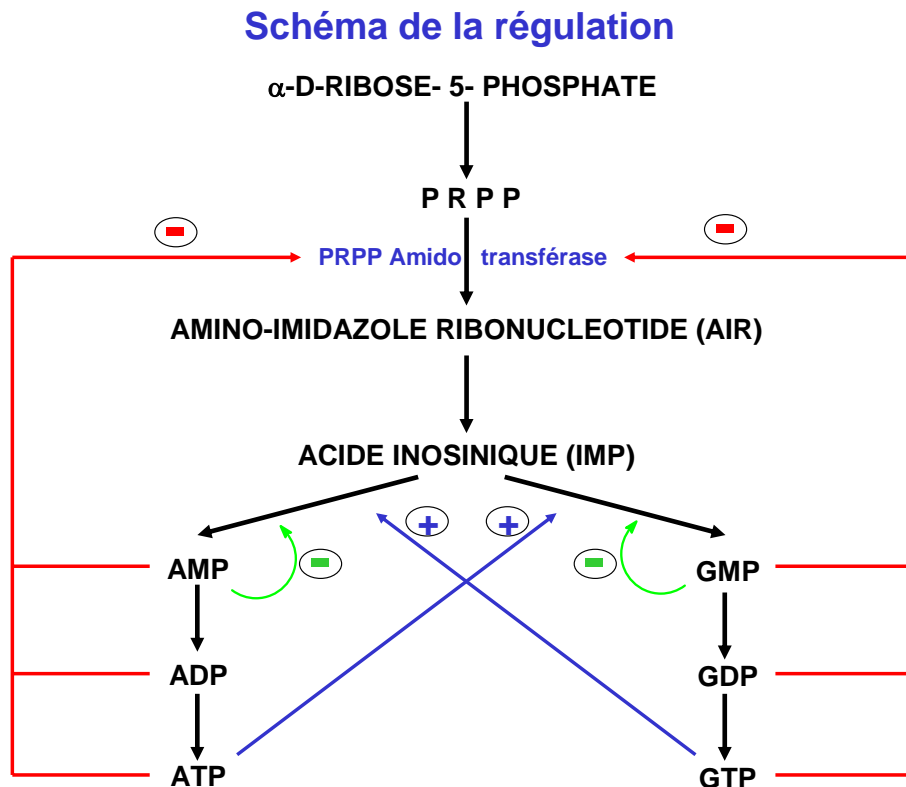 Schéma de la régulation
α-D-RIBOSE- 5- PHOSPHATE
P R P P
PRPP Amido transférase
AMINO-IMIDAZOLE RIBONUCLEOTIDE (AIR)
ACIDE INOSINIQUE (IMP)
+ +
AMP GMP
ADP GDP
ATP GTP